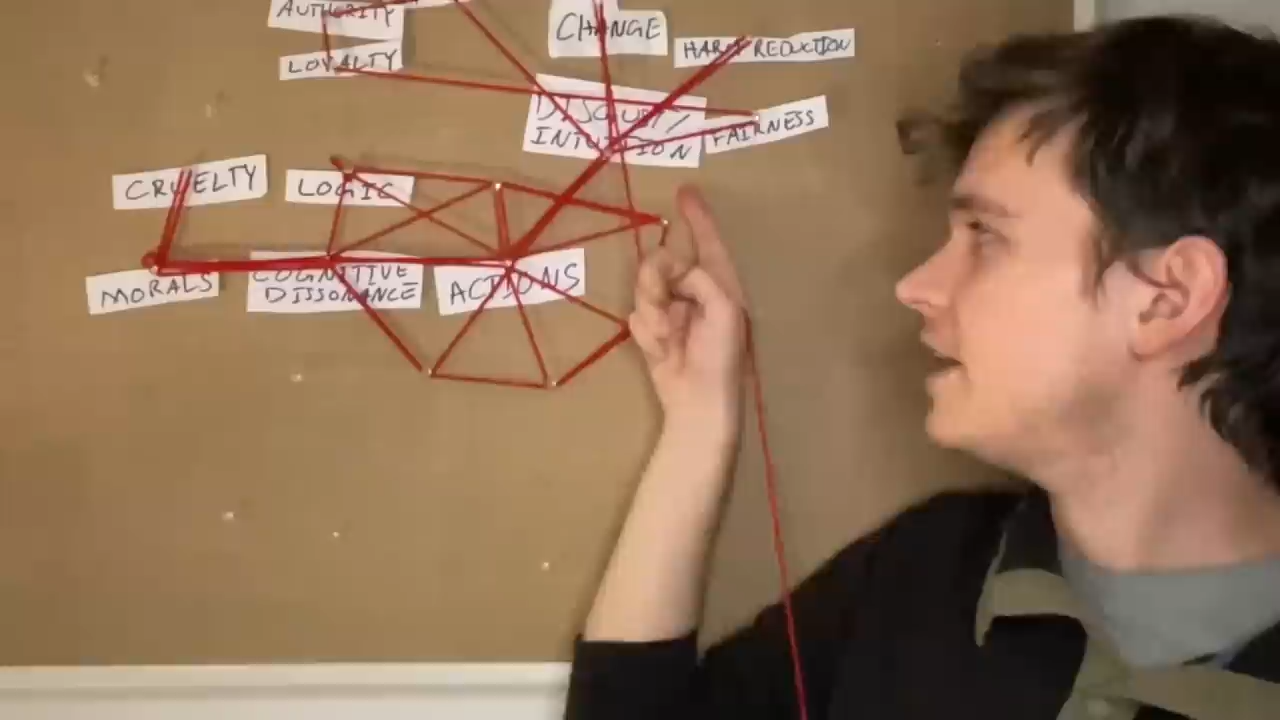 AUTHORITY
LOYALTY
CHANGE
HARM REDUCTION
DISGUST/
INTUITION
FAIRNESS
CRUELTY
LOGIC
MORALS
COGNITIVE
DISSONANCE
ACTIONS